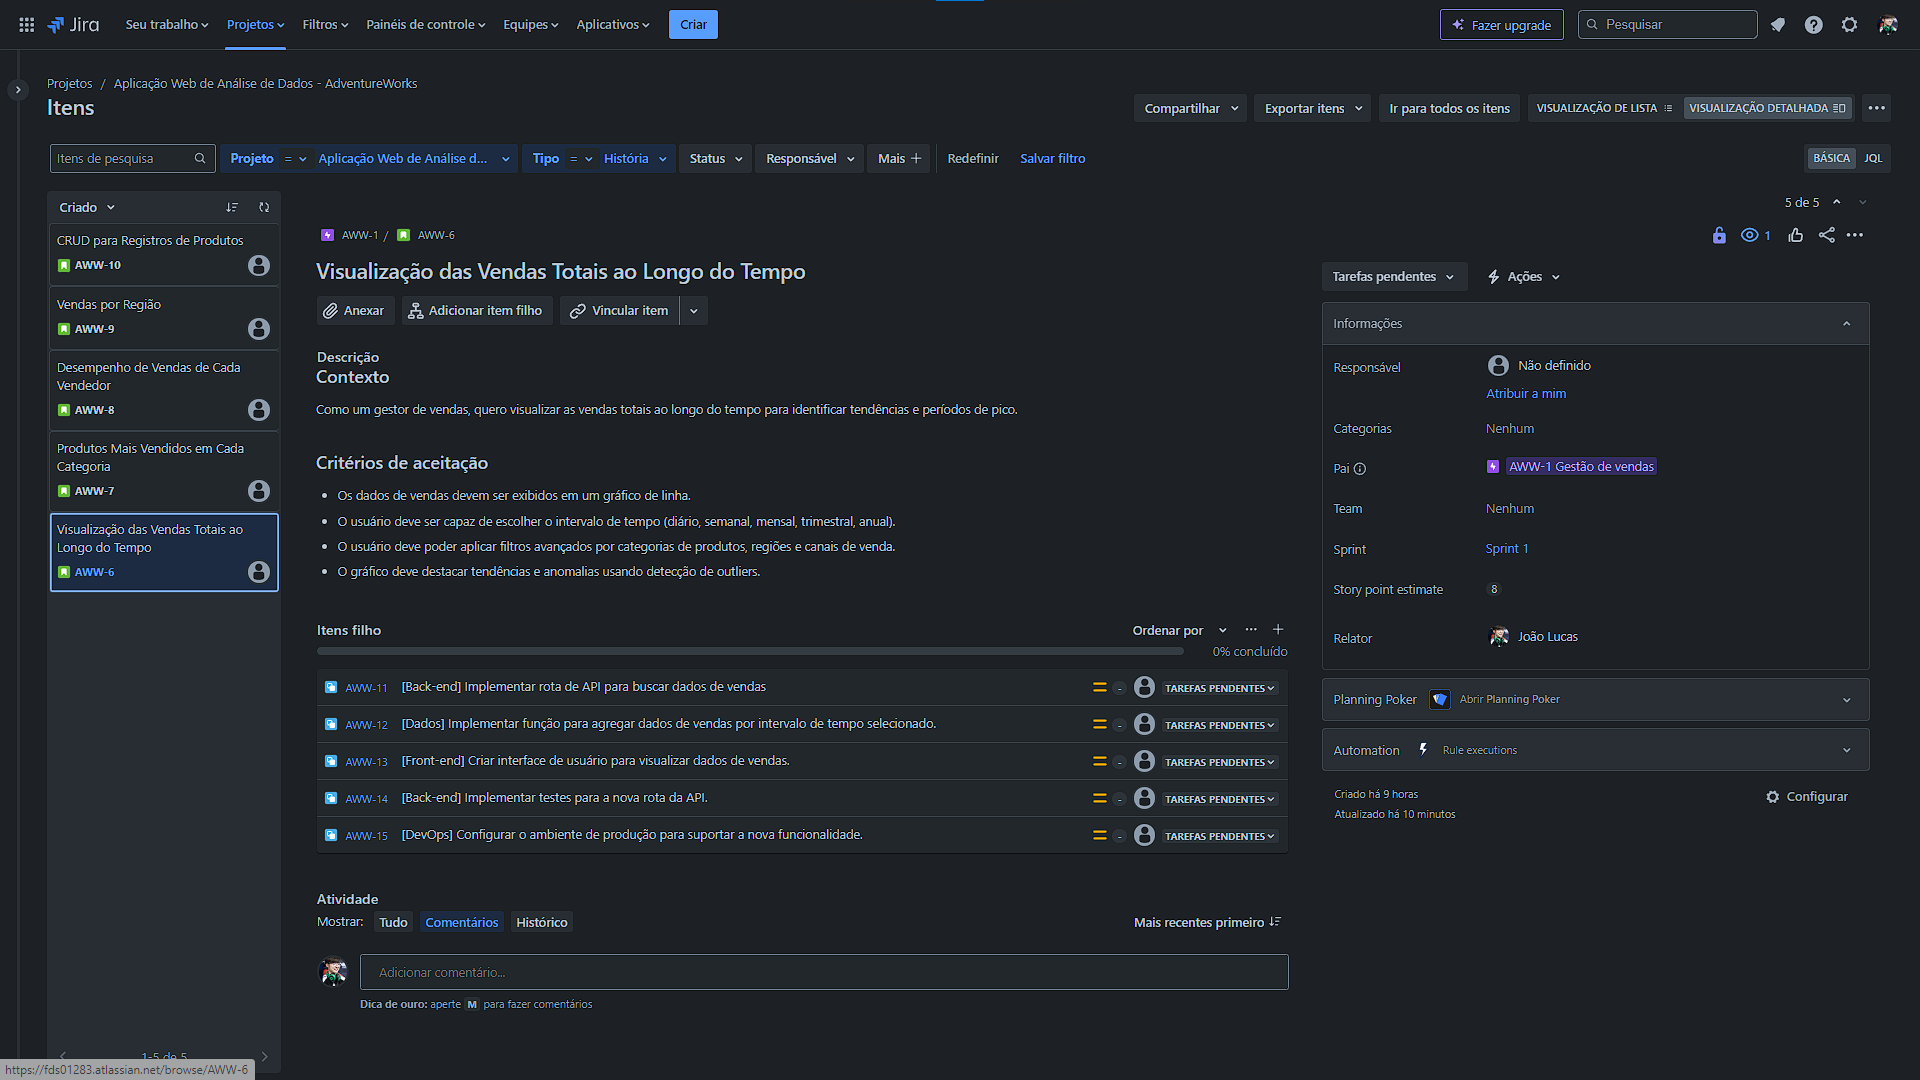 Jira
Seu trabalho
Projetos
Filtros
Painéis de controle
Equipes
Aplicativos
Criar
Fazer upgrade
Pesquisar
Projetos / Aplicação Web de Análise de Dados - AdventureWorks
Itens
Compartilhar
Exportar itens
Ir para todos os itens
VISUALIZAÇÃO DE LISTA
VISUALIZAÇÃO DETALHADA
Itens de pesquisa
Projeto = Aplicação Web de Análise d...
Tipo = História
Status
Responsável
Mais
Redefinir
Salvar filtro
BÁSICA
JQL
Criado
CRUD para Registros de Produtos
AWW-10
Vendas por Região
AWW-9
Desempenho de Vendas de Cada
Vendedor
AWW-8
Produtos Mais Vendidos em Cada
Categoria
AWW-7
Visualização das Vendas Totais ao
Longo do Tempo
AWW-6
1-5 de 5
https://fds01283.atlassian.net/browse/AWW-6
5 de 5
AWW-1 / AWW-6
1
Visualização das Vendas Totais ao Longo do Tempo
Anexar
Adicionar item filho
Vincular item
Descrição
Contexto
Como um gestor de vendas, quero visualizar as vendas totais ao longo do tempo para identificar tendências e períodos de pico.
Critérios de aceitação
• Os dados de vendas devem ser exibidos em um gráfico de linha.
• O usuário deve ser capaz de escolher o intervalo de tempo (diário, semanal, mensal, trimestral, anual).
• O usuário deve poder aplicar filtros avançados por categorias de produtos, regiões e canais de venda.
• O gráfico deve destacar tendências e anomalias usando detecção de outliers.
Itens filho
Ordenar por
0% concluído
AWW-11 [Back-end] Implementar rota de API para buscar dados de vendas - TAREFAS PENDENTES
AWW-12 [Dados] Implementar função para agregar dados de vendas por intervalo de tempo selecionado. - TAREFAS PENDENTES
AWW-13 [Front-end] Criar interface de usuário para visualizar dados de vendas. - TAREFAS PENDENTES
AWW-14 [Back-end] Implementar testes para a nova rota da API. - TAREFAS PENDENTES
AWW-15 [DevOps] Configurar o ambiente de produção para suportar a nova funcionalidade. - TAREFAS PENDENTES
Atividade
Mostrar: Tudo Comentários Histórico
Mais recentes primeiro
Adicionar comentário...
Dica de ouro: aperte M para fazer comentários
Tarefas pendentes
Ações
Informações
Responsável
Não definido
Atribuir a mim
Categorias
Nenhum
Pai
AWW-1 Gestão de vendas
Team
Nenhum
Sprint
Sprint 1
Story point estimate
8
Relator
João Lucas
Planning Poker
Abrir Planning Poker
Automation
Rule executions
Criado há 9 horas
Atualizado há 10 minutos
Configurar